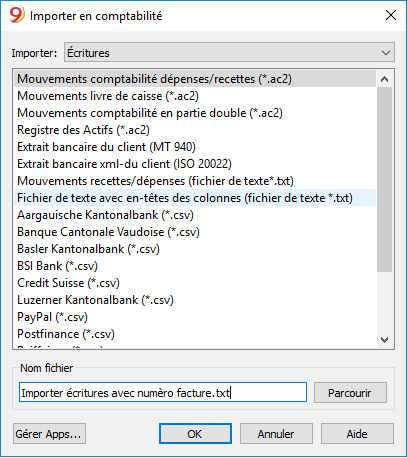 Importer en comptabilité
Importer: Écritures
Mouvements comptabilité dépenses/recettes (*.ac2)
Mouvements livre de caisse (*.ac2)
Mouvements comptabilité en partie double (*.ac2)
Registre des Actifs (*.ac2)
Extrait bancaire du client (MT 940)
Extrait bancaire xml-du client (ISO 20022)
Mouvements recettes/dépenses (fichier de texte*.txt)
Fichier de texte avec en-têtes des colonnes (fichier de texte *.txt)
Aargauische Kantonalbank (*.csv)
Banque Cantonale Vaudoise (*.csv)
Basler Kantonalbank (*.csv)
BSI Bank (*.csv)
Credit Suisse (*.csv)
Luzerner Kantonalbank (*.csv)
PayPal (*.csv)
Postfinance (*.csv)
Nom fichier
Importer écritures avec numèro facture.txt Parcourir
Gérer Apps... OK Annuler Aide